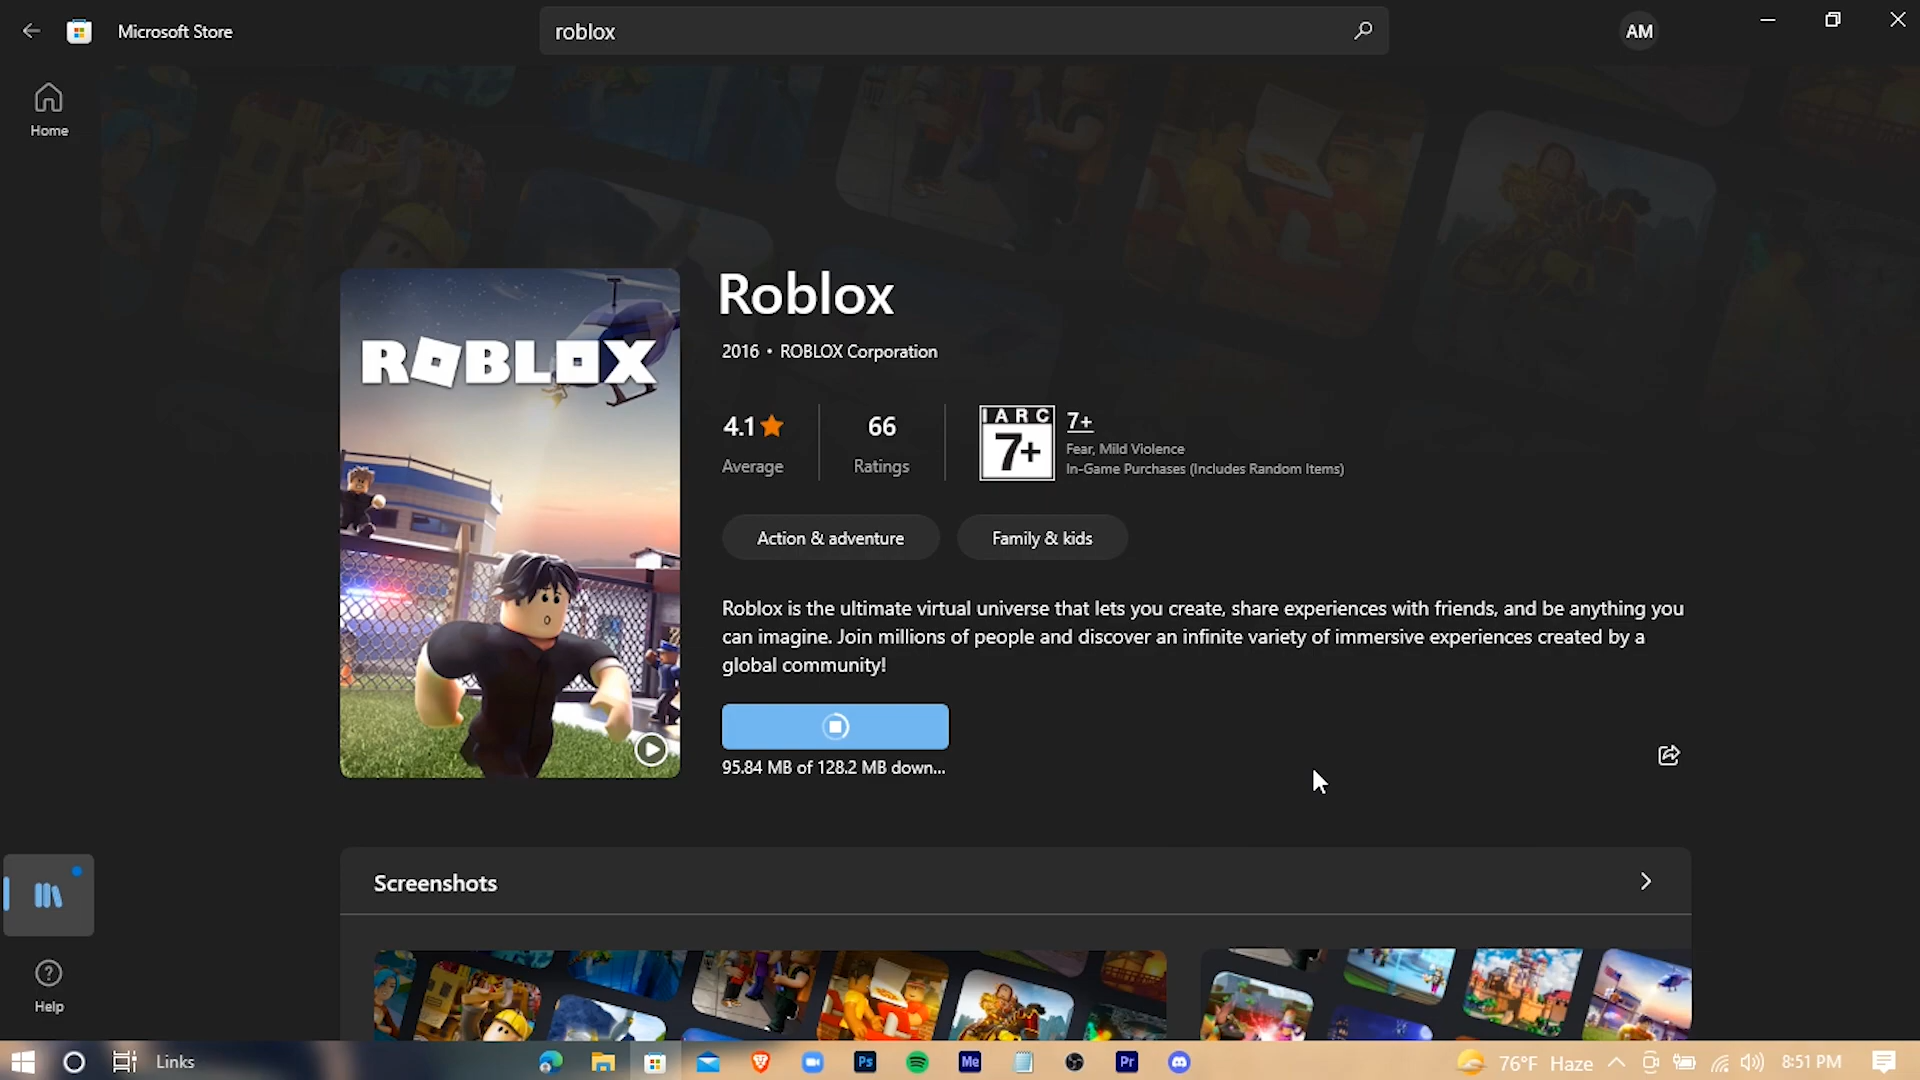 Microsoft Store
roblox
AM
Home
ROBLOX
Roblox
2016 • ROBLOX Corporation
4.1
Average
66
Ratings
IARC
7+
7+
Fear, Mild Violence
In-Game Purchases (Includes Random Items)
Action & adventure
Family & kids
Roblox is the ultimate virtual universe that lets you create, share experiences with friends, and be anything you
can imagine. Join millions of people and discover an infinite variety of immersive experiences created by a
global community!
95.84 MB of 128.2 MB down...
Screenshots
Help
Links
Ps
Me
Pr
76°F Haze
8:51 PM